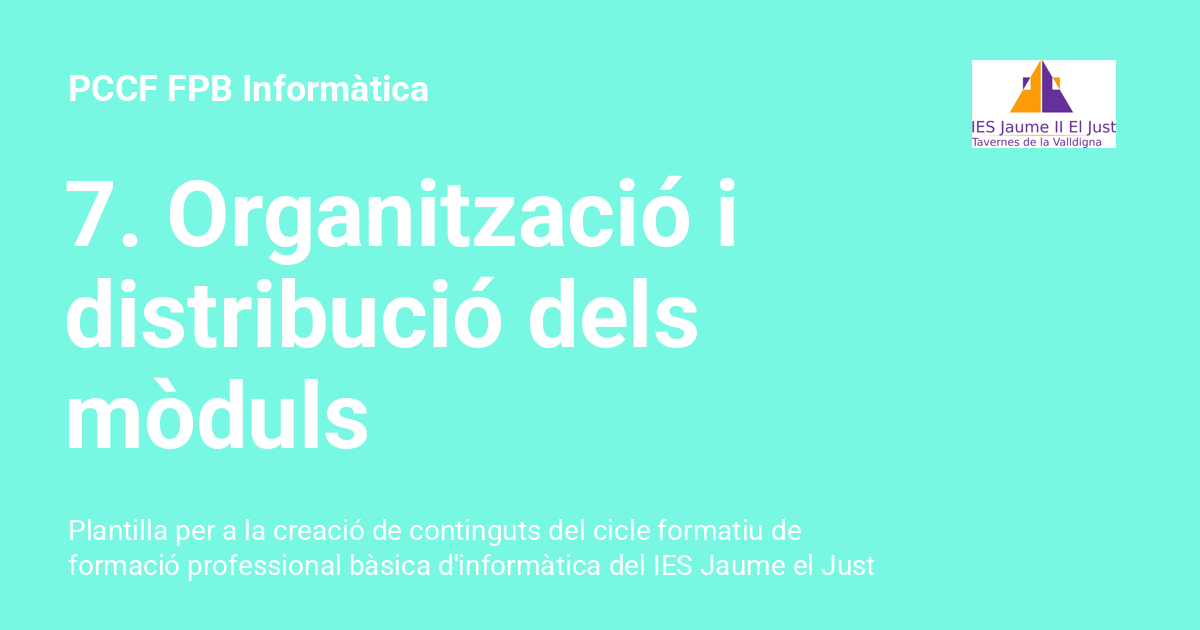 PCCF FPB Informàtica
IES Jaume II El Just
Tavernes de la Valldigna
7. Organització i
distribució dels
mòduls
Plantilla per a la creació de continguts del cicle formatiu de
formació professional bàsica d'informàtica del IES Jaume el Just